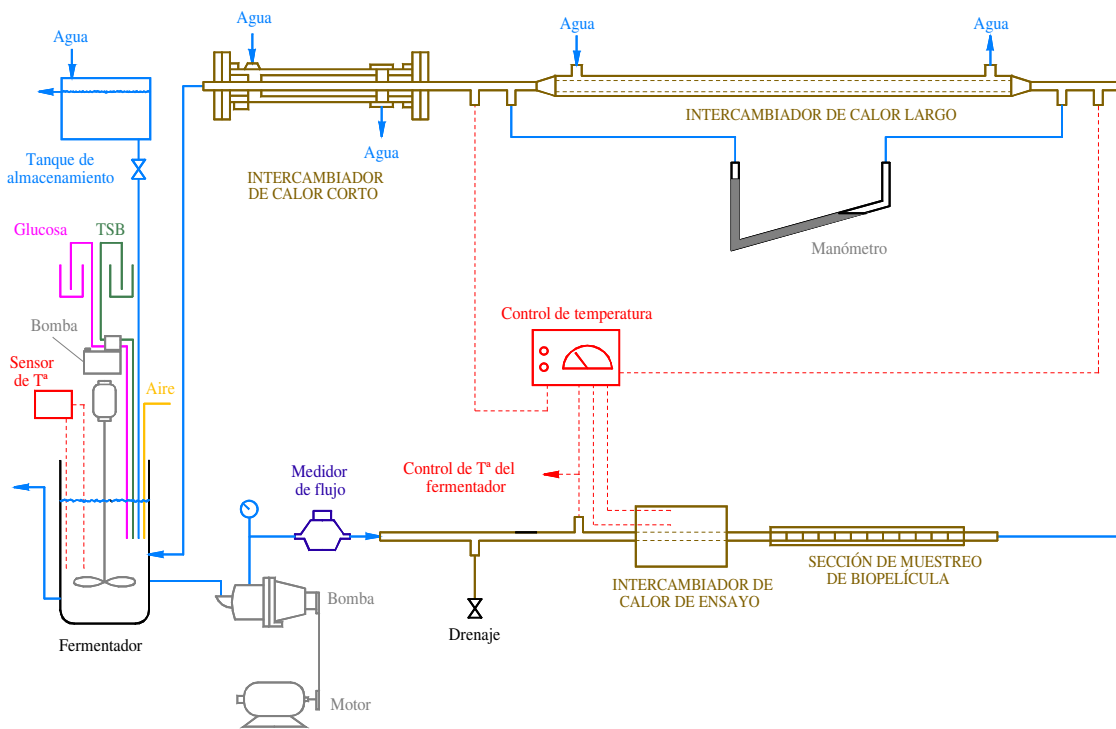 Agua
Agua
Agua
Agua
INTERCAMBIADOR DE CALOR LARGO
Agua
Tanque de
almacenamiento
INTERCAMBIADOR
DE CALOR CORTO
Glucosa
TSB
Manómetro
Bomba
Control de temperatura
Sensor
de Tª
Aire
Medidor
de flujo
Control de Tª del
fermentador
SECCIÓN DE MUESTREO
DE BIOPELÍCULA
INTERCAMBIADOR DE
CALOR DE ENSAYO
Bomba
Drenaje
Fermentador
Motor